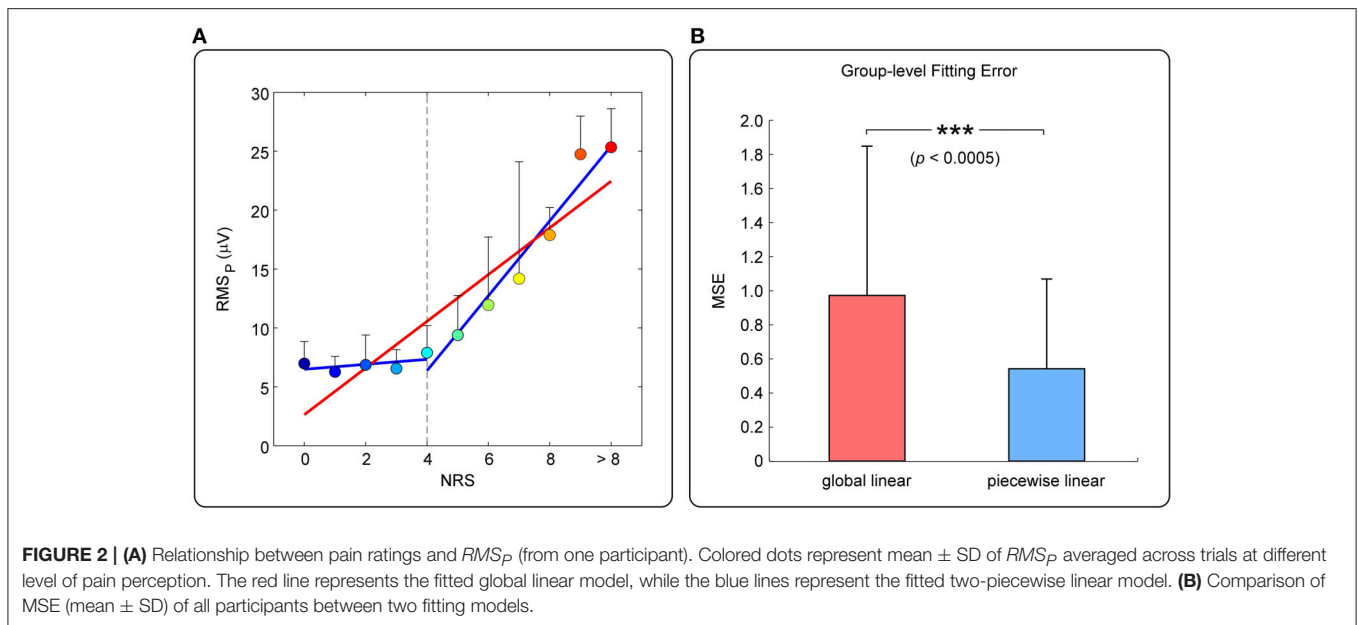 A
30
25
20
15
10
5
0
RMS_P (μV)
0 2 4 6 8 > 8
NRS
B
Group-level Fitting Error
2.0
1.8
1.6
1.4
1.2
1.0
0.8
0.6
0.4
0.2
0
MSE
***
(p < 0.0005)
global linear piecewise linear
FIGURE 2 | (A) Relationship between pain ratings and RMS_P (from one participant). Colored dots represent mean ± SD of RMS_P averaged across trials at different
level of pain perception. The red line represents the fitted global linear model, while the blue lines represent the fitted two-piecewise linear model. (B) Comparison of
MSE (mean ± SD) of all participants between two fitting models.